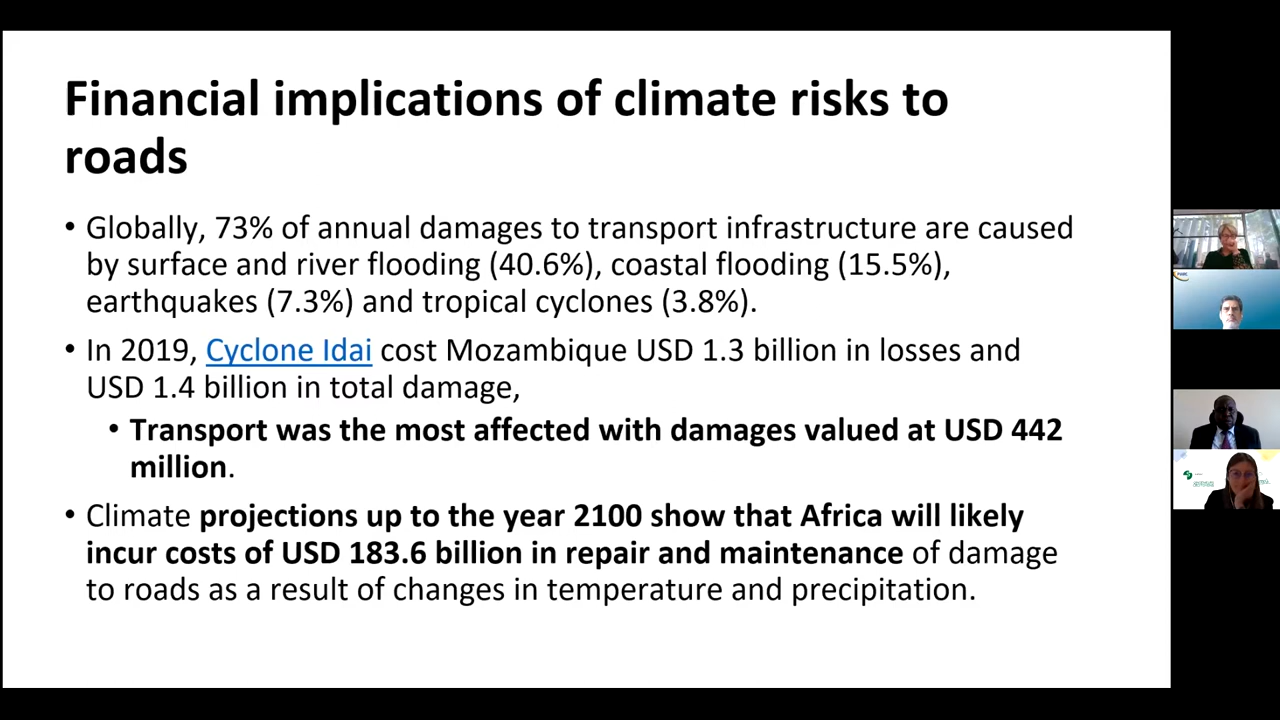 Financial implications of climate risks to
roads
• Globally, 73% of annual damages to transport infrastructure are caused
by surface and river flooding (40.6%), coastal flooding (15.5%),
earthquakes (7.3%) and tropical cyclones (3.8%).
• In 2019, Cyclone Idai cost Mozambique USD 1.3 billion in losses and
USD 1.4 billion in total damage,
• Transport was the most affected with damages valued at USD 442
million.
• Climate projections up to the year 2100 show that Africa will likely
incur costs of USD 183.6 billion in repair and maintenance of damage
to roads as a result of changes in temperature and precipitation.